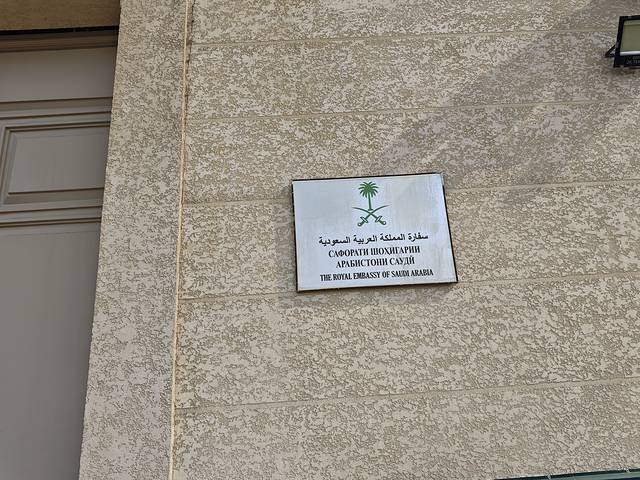 سفارة المملكة العربية السعودية
САФОРАТИ ШОҲИГАРИИ
АРАБИСТОНИ САУДӢ
THE ROYAL EMBASSY OF SAUDI ARABIA